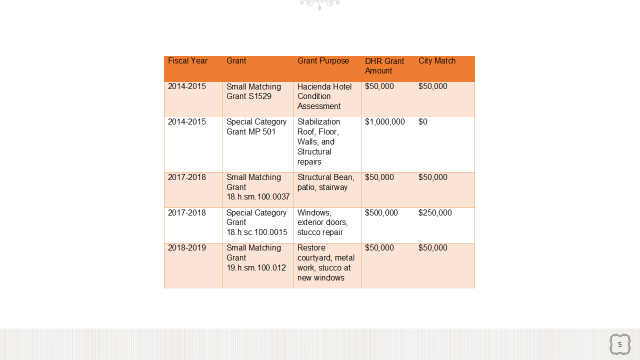 Fiscal Year Grant Grant Purpose DHR Grant City Match
Amount
2014-2015 Small Matching Hacienda Hotel $50,000 $50,000
Grant S1529 Condition
Assessment
2014-2015 Special Category Stabilization $1,000,000 $0
Grant MP 501 Roof, Floor,
Walls, and
Structural
repairs
2017-2018 Small Matching Structural Bean, $50,000 $50,000
Grant patio, stairway
18.h.sm.100.0037
2017-2018 Special Category Windows, $500,000 $250,000
Grant exterior doors,
18.h.sc.100.0015 stucco repair
2018-2019 Small Matching Restore $50,000 $50,000
Grant courtyard, metal
19.h.sm.100.012 work, stucco at
new windows
5